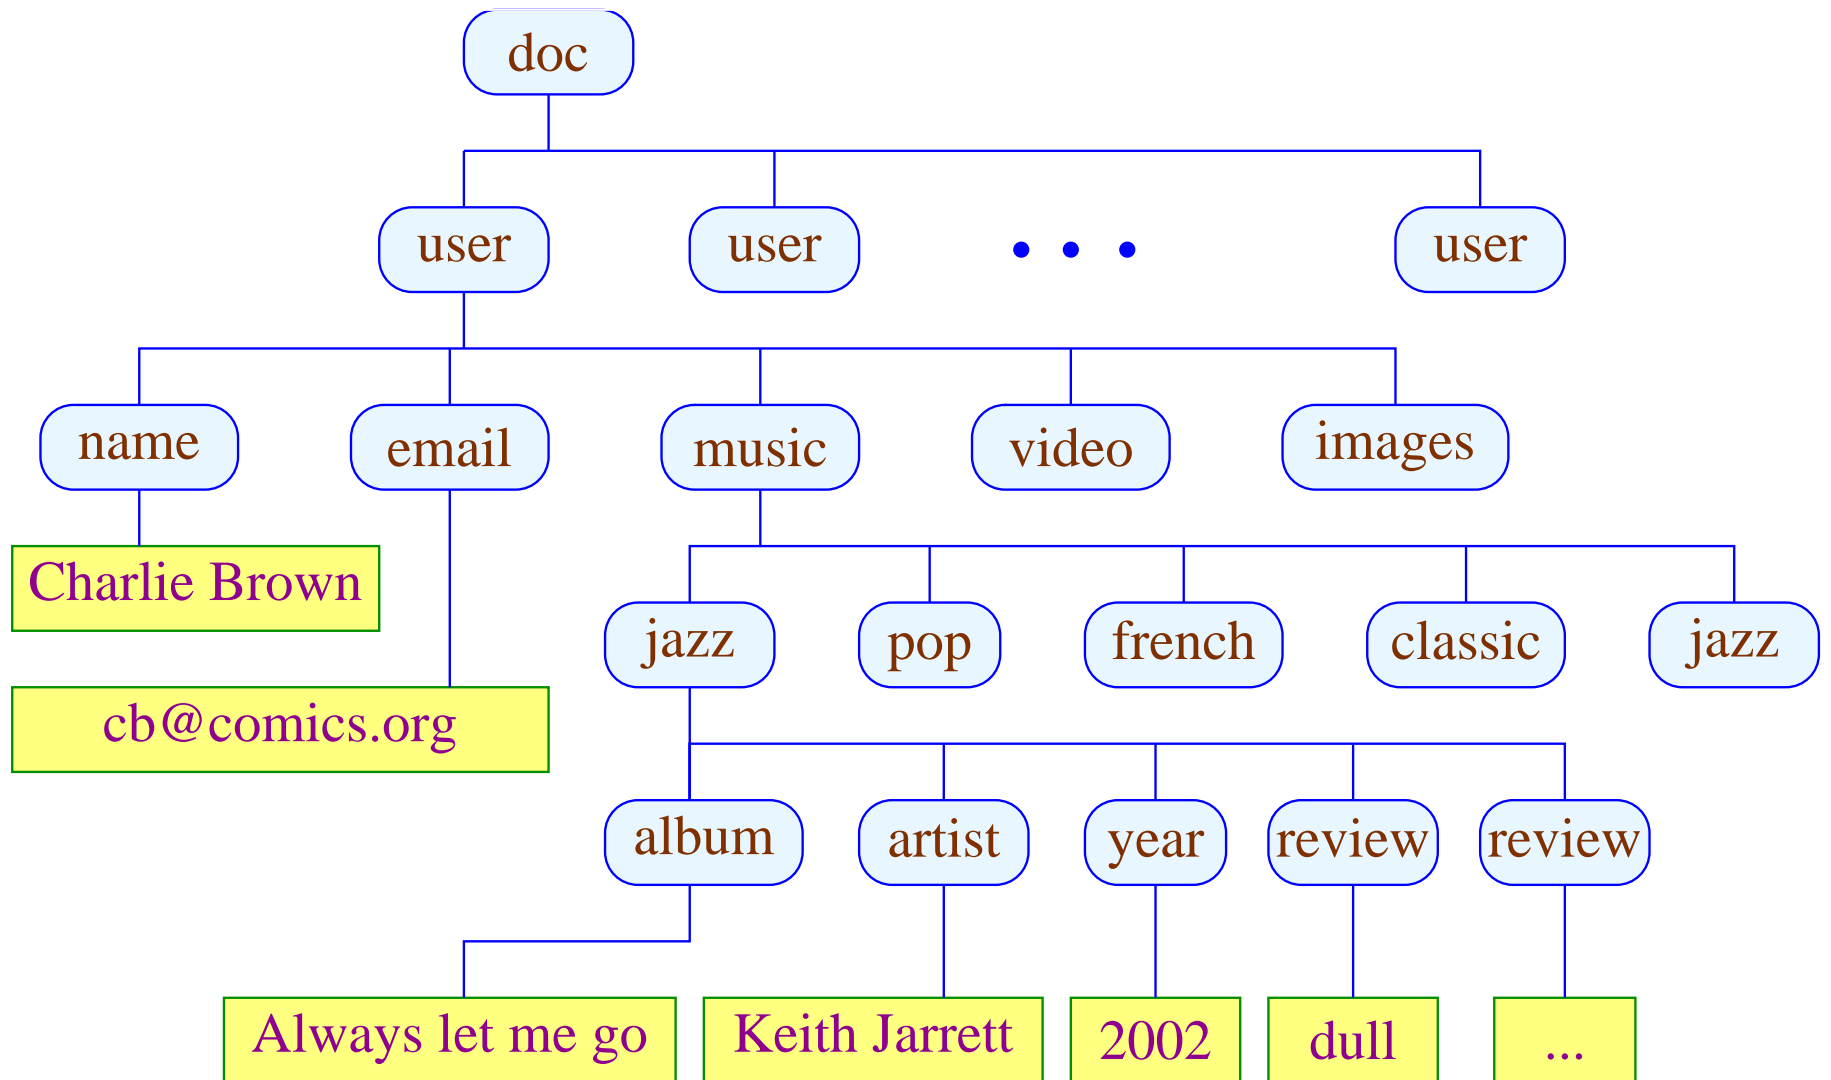 doc
user user • • • user
name email music video images
Charlie Brown
jazz pop french classic jazz
cb@comics.org
album artist year review review
Always let me go Keith Jarrett 2002 dull ...